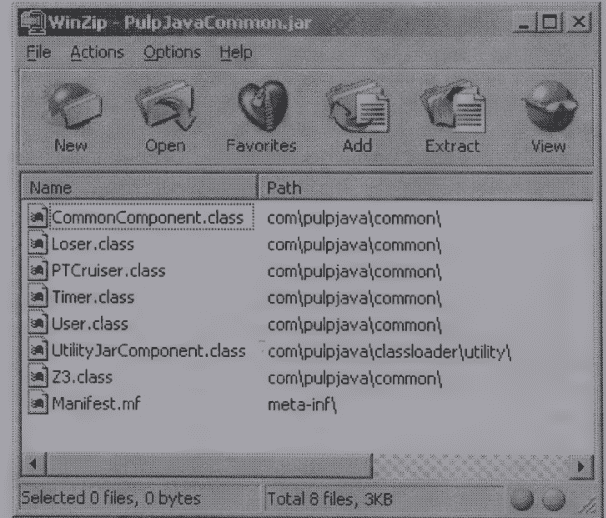 WinZip - PulpJavaCommon.jar
File Actions Options Help
New Open Favorites Add Extract View
Name Path
CommonComponent.class com\pulpjava\common\
Loser.class com\pulpjava\common\
PTCruiser.class com\pulpjava\common\
Timer.class com\pulpjava\common\
User.class com\pulpjava\common\
UtilityJarComponent.class com\pulpjava\classloader\utility\
Z3.class com\pulpjava\common\
Manifest.mf meta-inf\
Selected 0 files, 0 bytes Total 8 files, 3KB